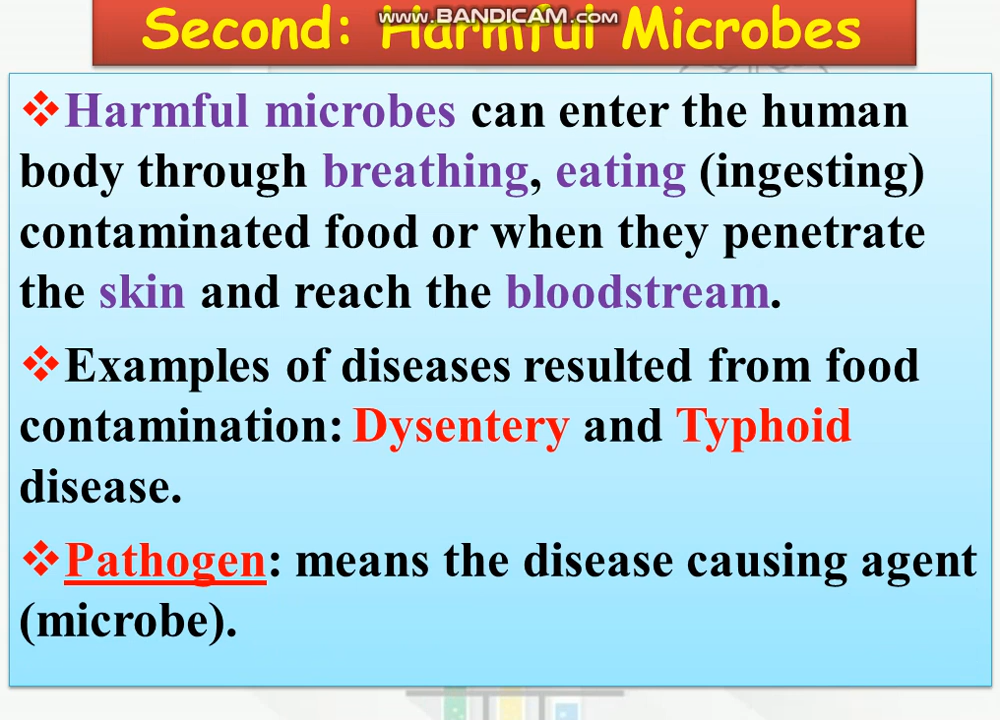 www.BANDICAM.com
Second: Harmful Microbes
❖Harmful microbes can enter the human
body through breathing, eating (ingesting)
contaminated food or when they penetrate
the skin and reach the bloodstream.
❖Examples of diseases resulted from food
contamination: Dysentery and Typhoid
disease.
❖Pathogen: means the disease causing agent
(microbe).